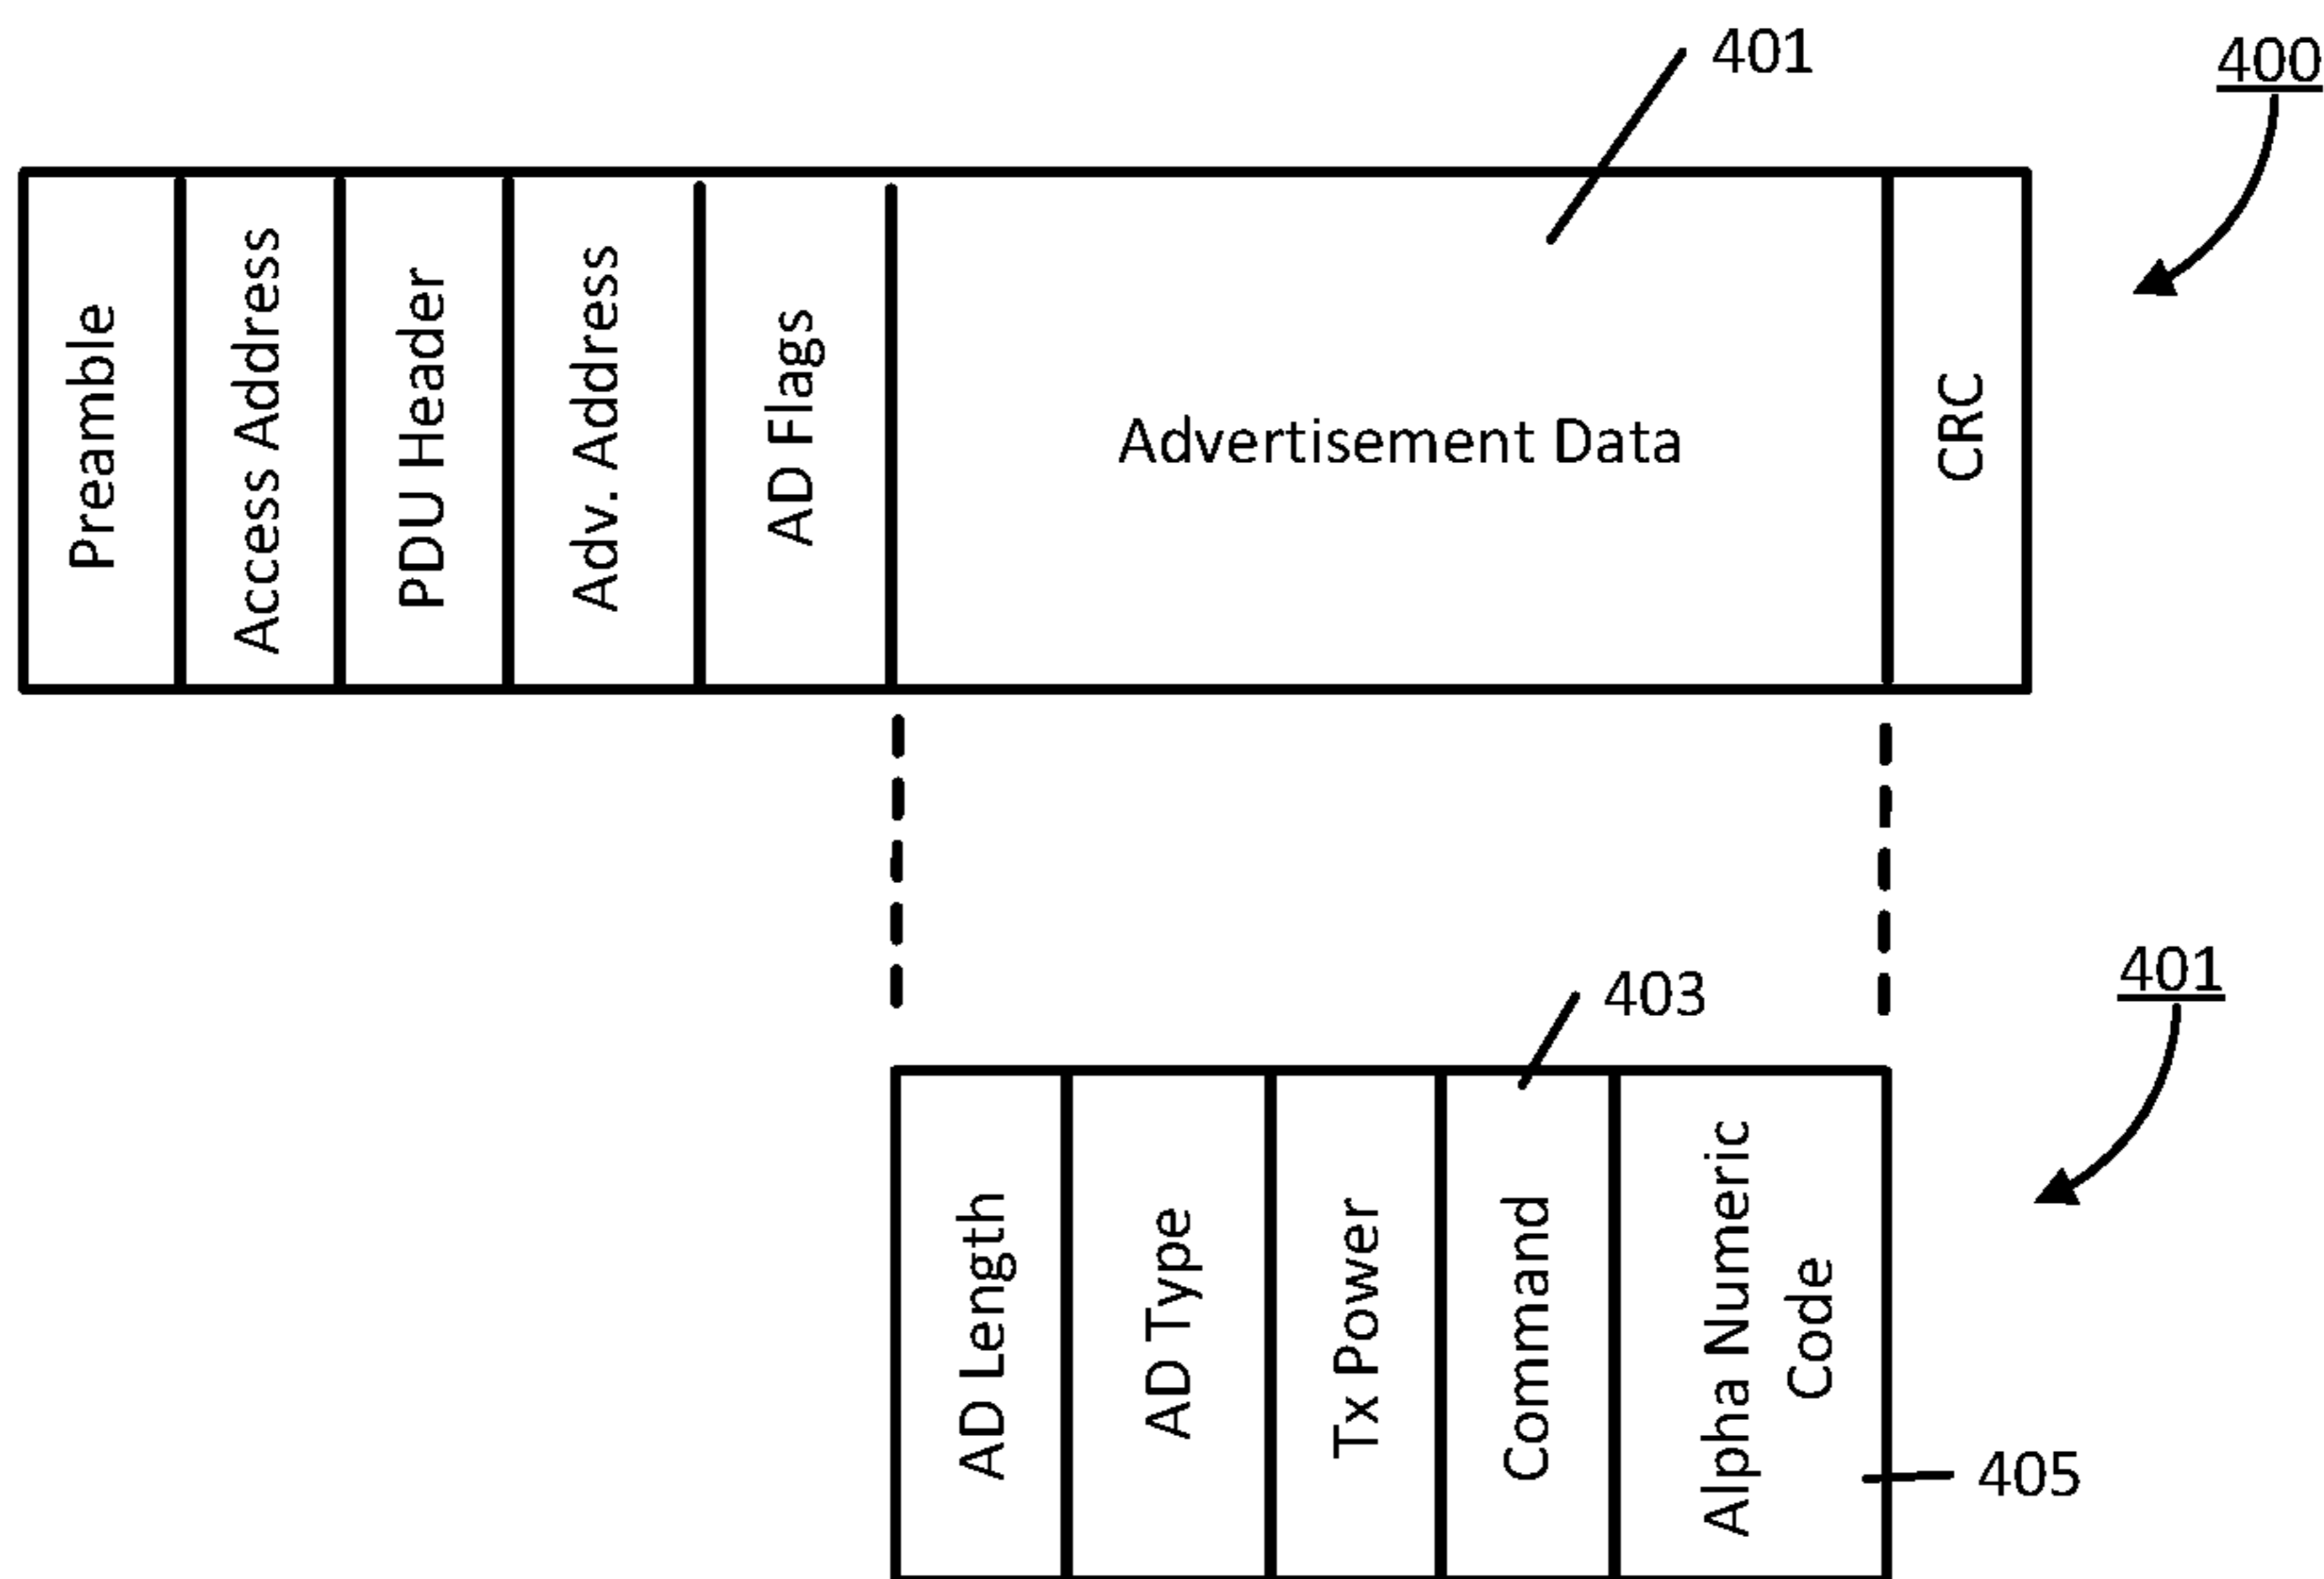 401
400
Preamble
Access Address
PDU Header
Adv. Address
AD Flags
Advertisement Data
CRC
403
401
AD Length
AD Type
Tx Power
Command
Alpha Numeric
Code
405